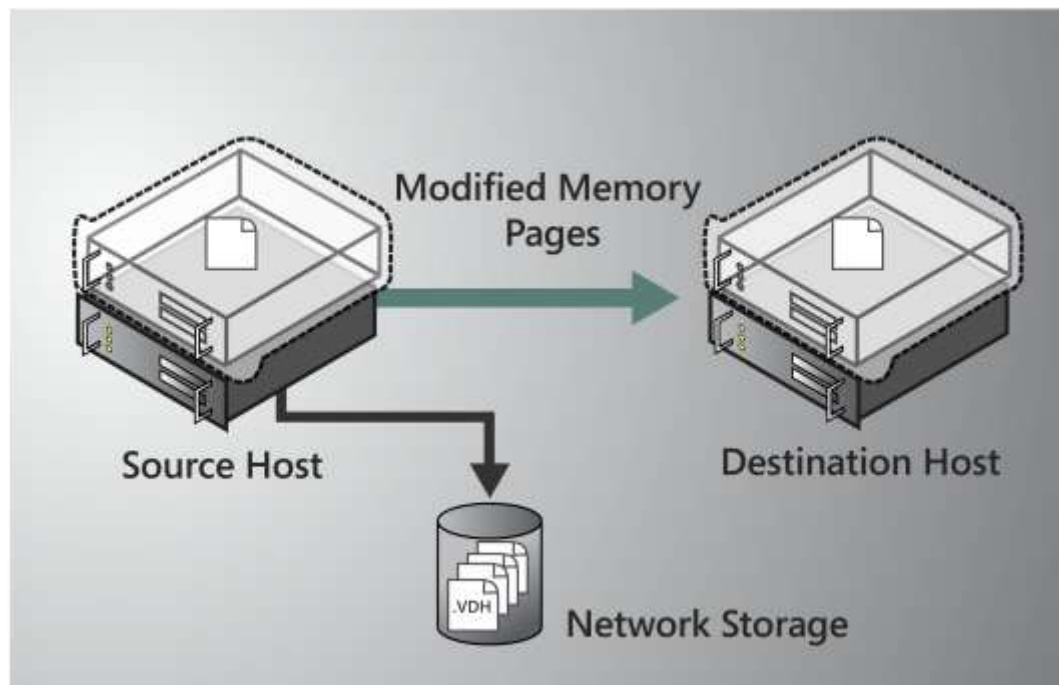 Modified Memory
Pages
Source Host
Destination Host
.VDH
Network Storage